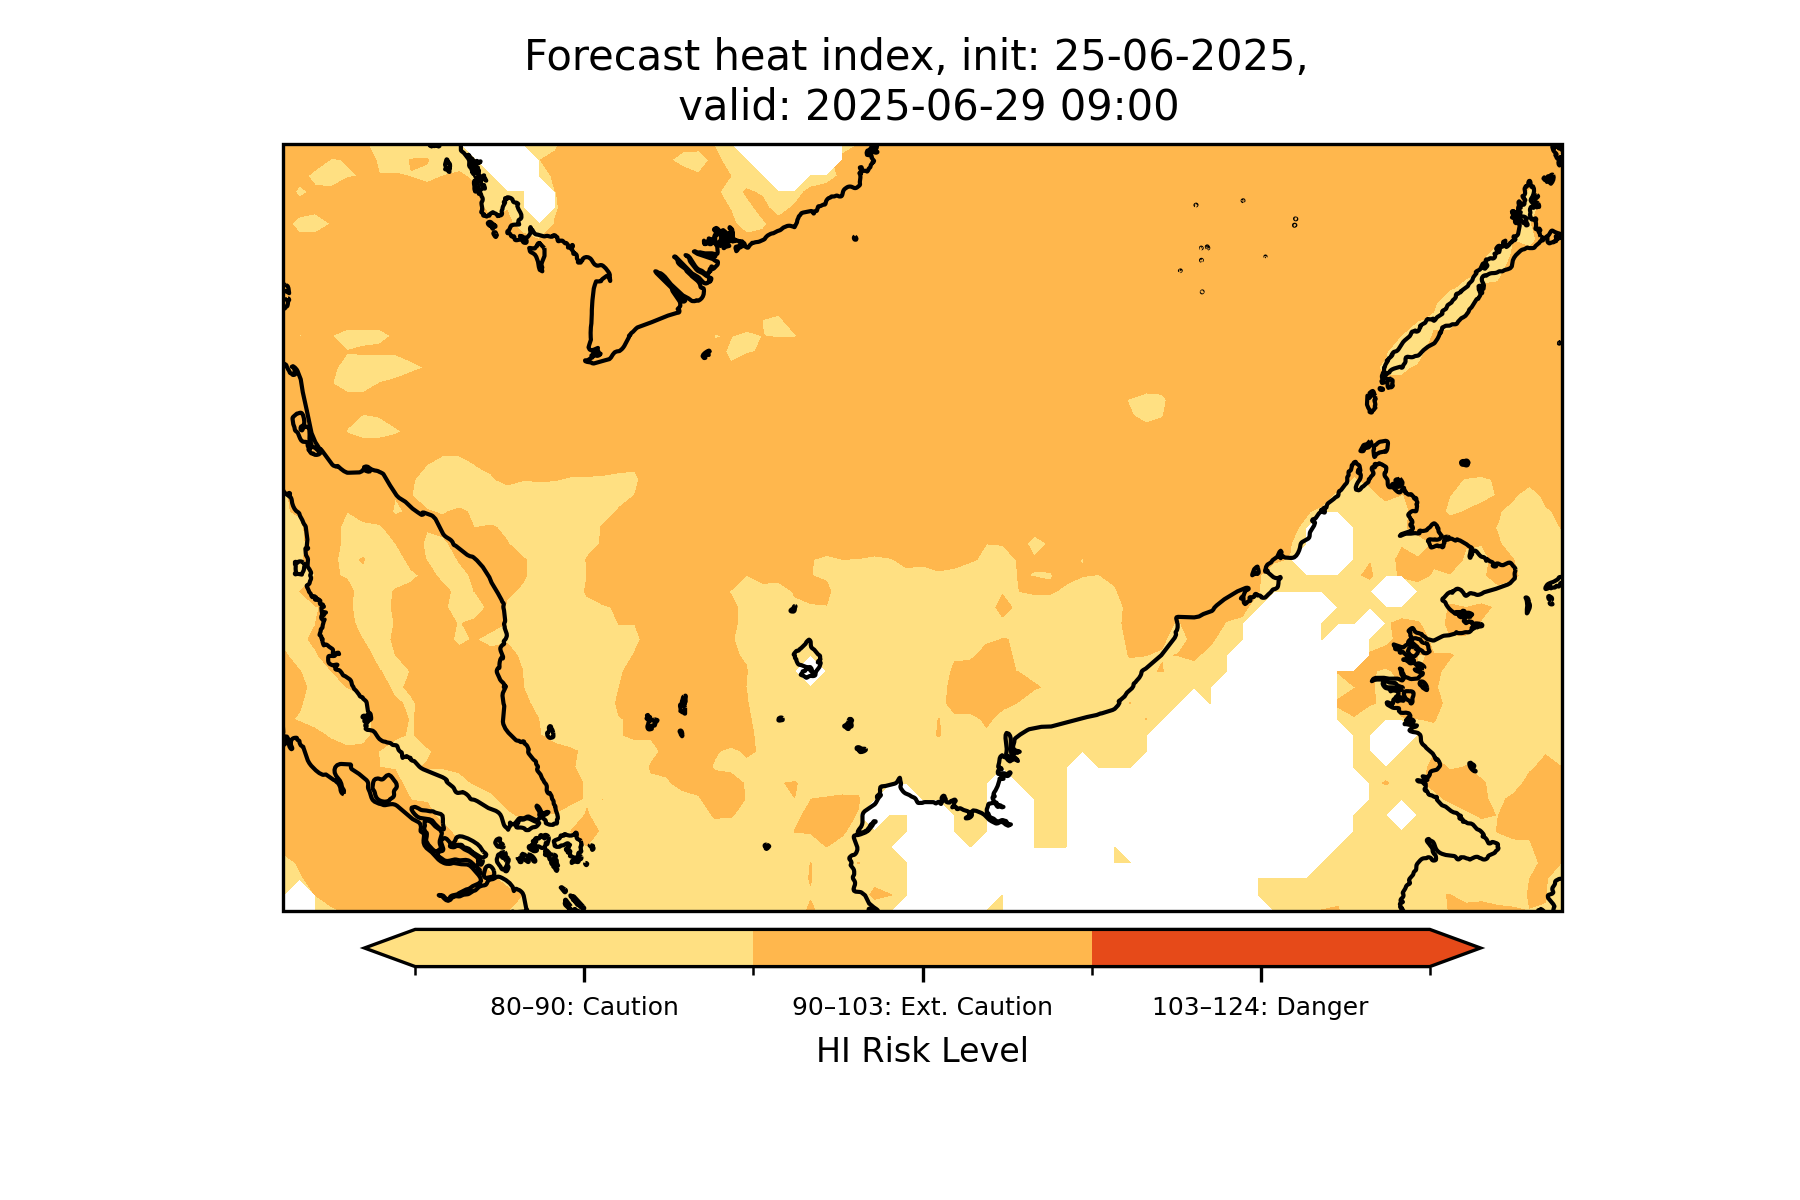 Forecast heat index, init: 25-06-2025,
valid: 2025-06-29 09:00
80–90: Caution
90–103: Ext. Caution
103–124: Danger
HI Risk Level